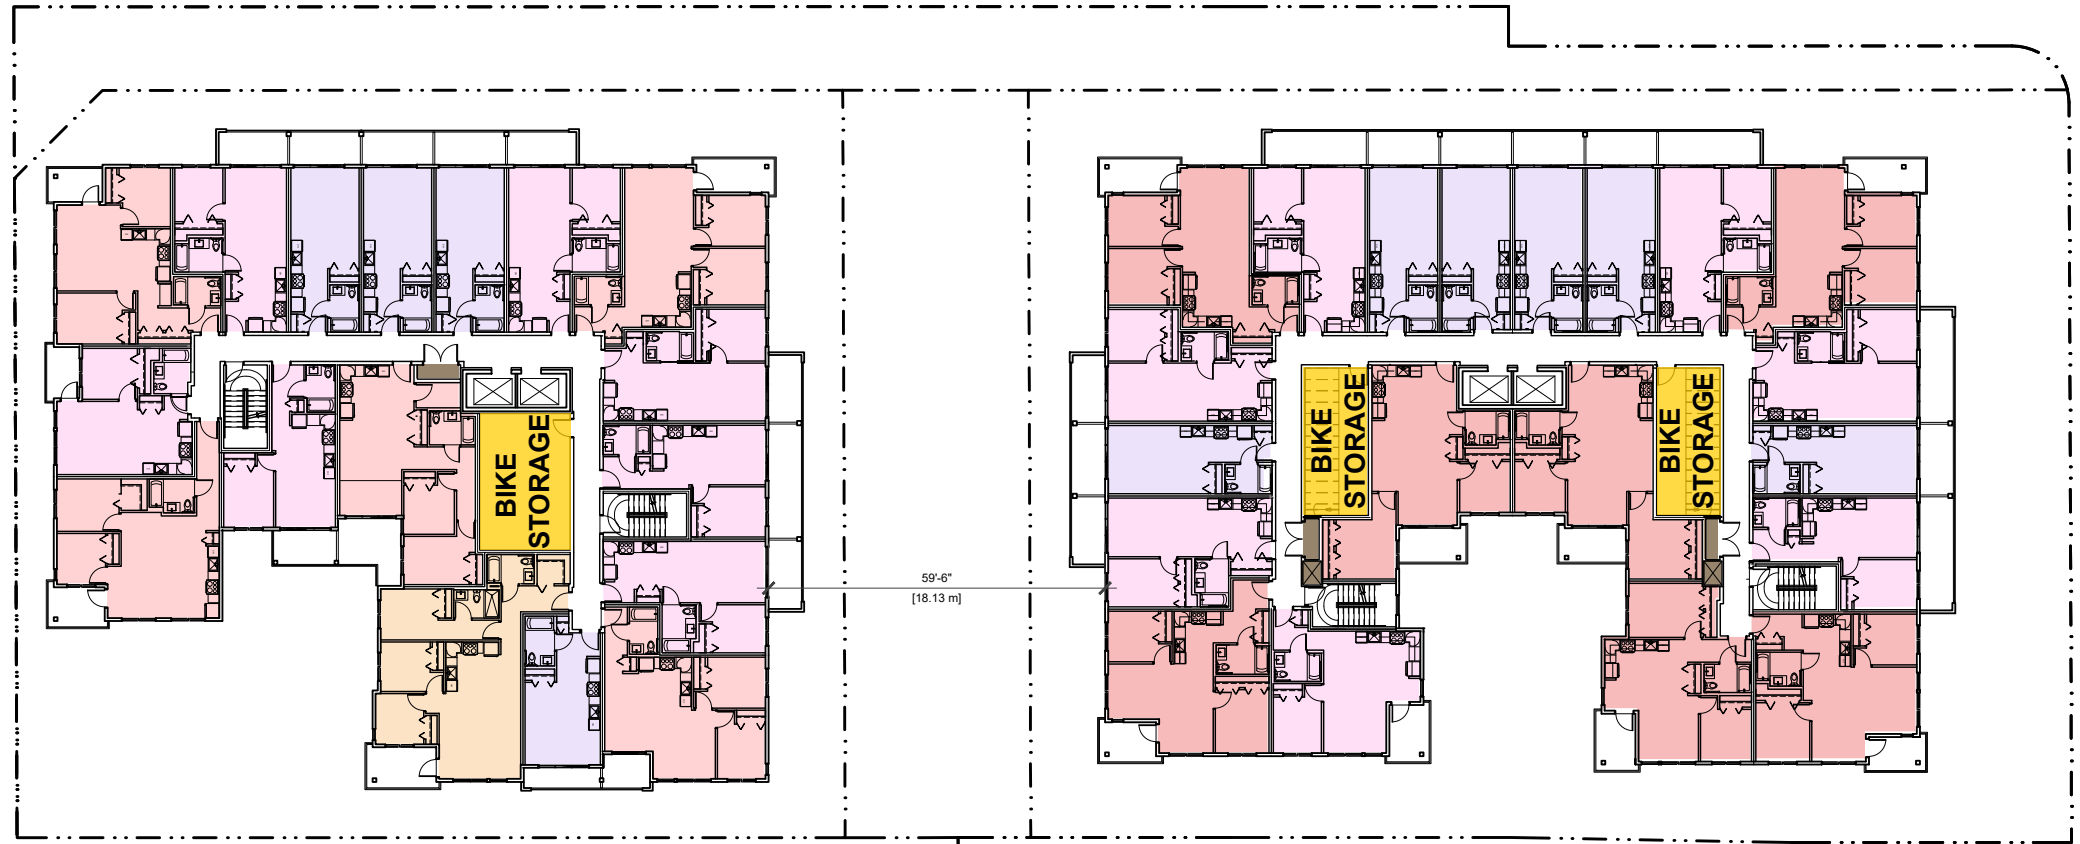 BIKE
STORAGE
59'-6"
[18.13 m]
BIKE
STORAGE
BIKE
STORAGE